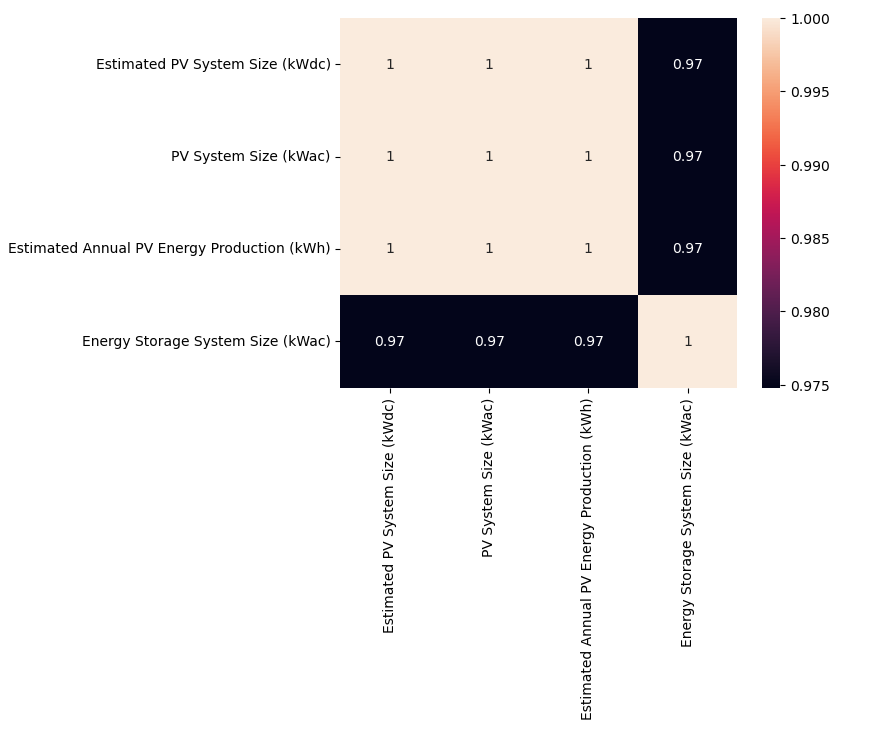 Estimated PV System Size (kWdc)
1 1 1 0.97
PV System Size (kWac)
1 1 1 0.97
Estimated Annual PV Energy Production (kWh)
1 1 1 0.97
Energy Storage System Size (kWac)
0.97 0.97 0.97 1
Estimated PV System Size (kWdc)
PV System Size (kWac)
Estimated Annual PV Energy Production (kWh)
Energy Storage System Size (kWac)
1.000
0.995
0.990
0.985
0.980
0.975